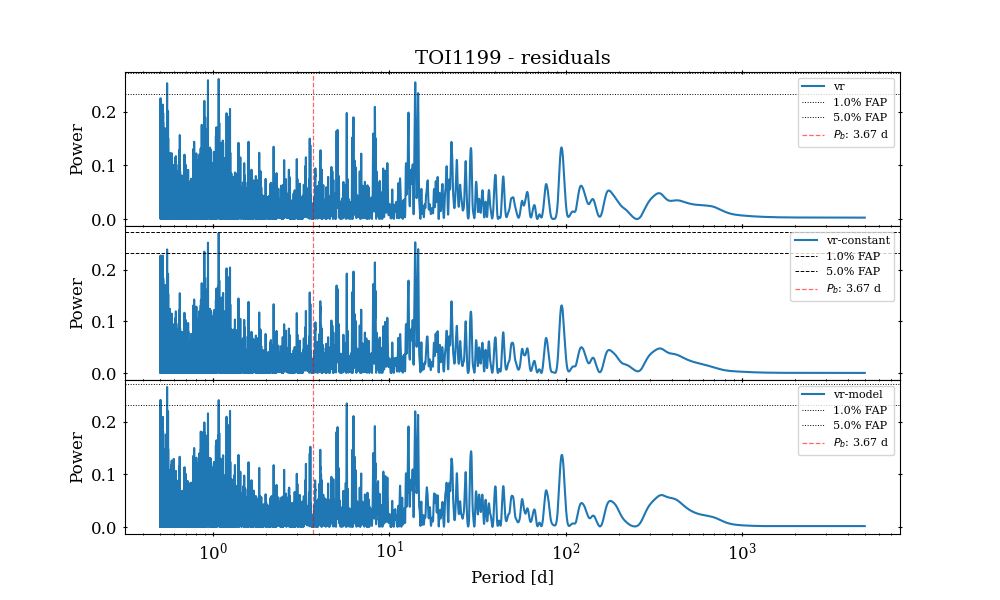 TOI1199 - residuals
Power
0.2
0.1
0.0
vr
1.0% FAP
5.0% FAP
P_b: 3.67 d
Power
0.2
0.1
0.0
vr-constant
1.0% FAP
5.0% FAP
P_b: 3.67 d
Power
0.2
0.1
0.0
vr-model
1.0% FAP
5.0% FAP
P_b: 3.67 d
10^0 10^1 10^2 10^3
Period [d]